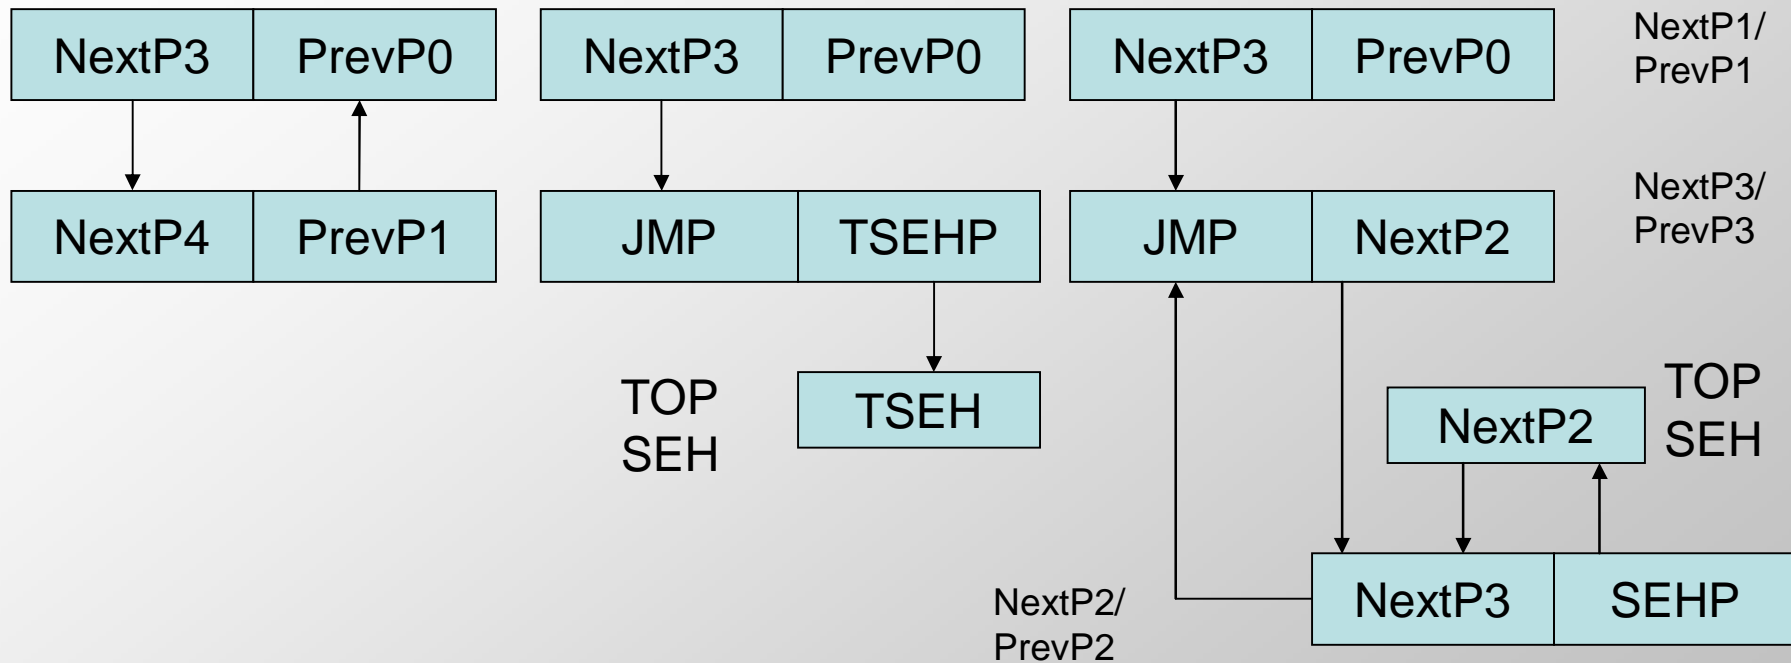 NextP3 PrevP0 NextP3 PrevP0 NextP3 PrevP0
NextP1/
PrevP1
NextP4 PrevP1 JMP TSEHP JMP NextP2
NextP3/
PrevP3
TOP
SEH
TSEH
NextP2
TOP
SEH
NextP3 SEHP
NextP2/
PrevP2